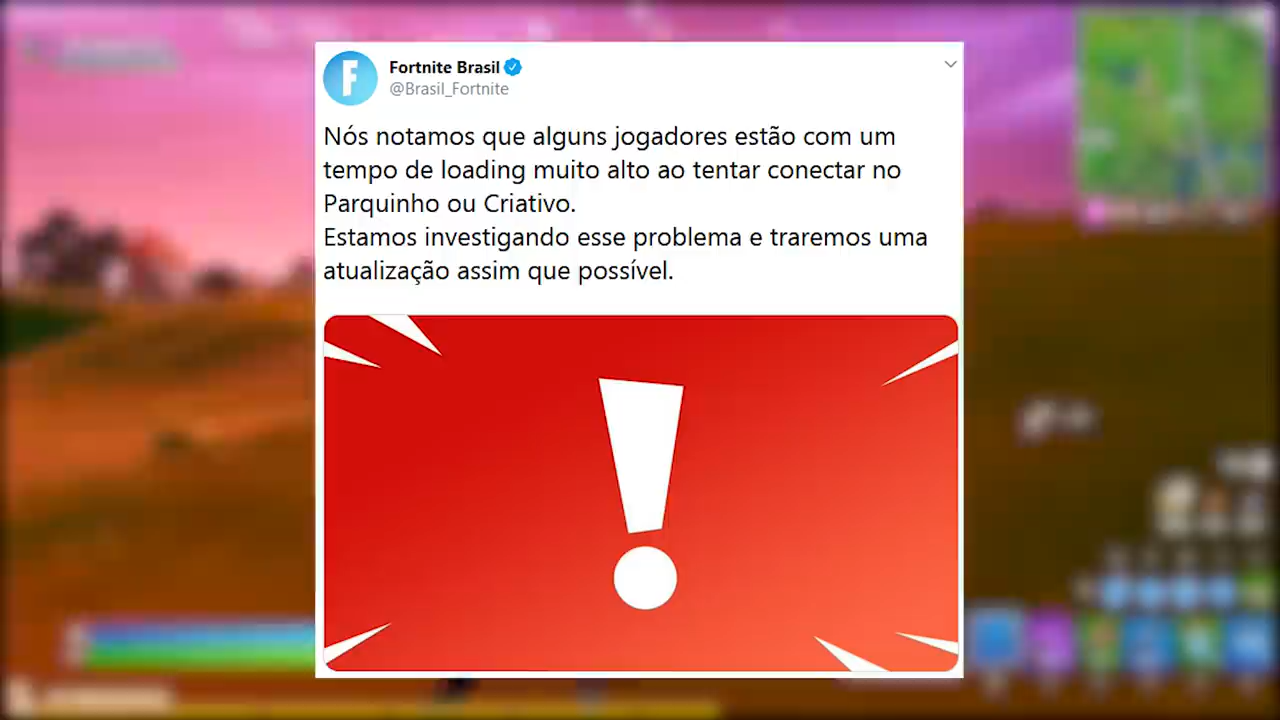 Fortnite Brasil
@Brasil_Fortnite
Nós notamos que alguns jogadores estão com um
tempo de loading muito alto ao tentar conectar no
Parquinho ou Criativo.
Estamos investigando esse problema e traremos uma
atualização assim que possível.